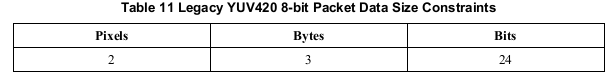 Table 11 Legacy YUV420 8-bit Packet Data Size Constraints
Pixels Bytes Bits
2 3 24